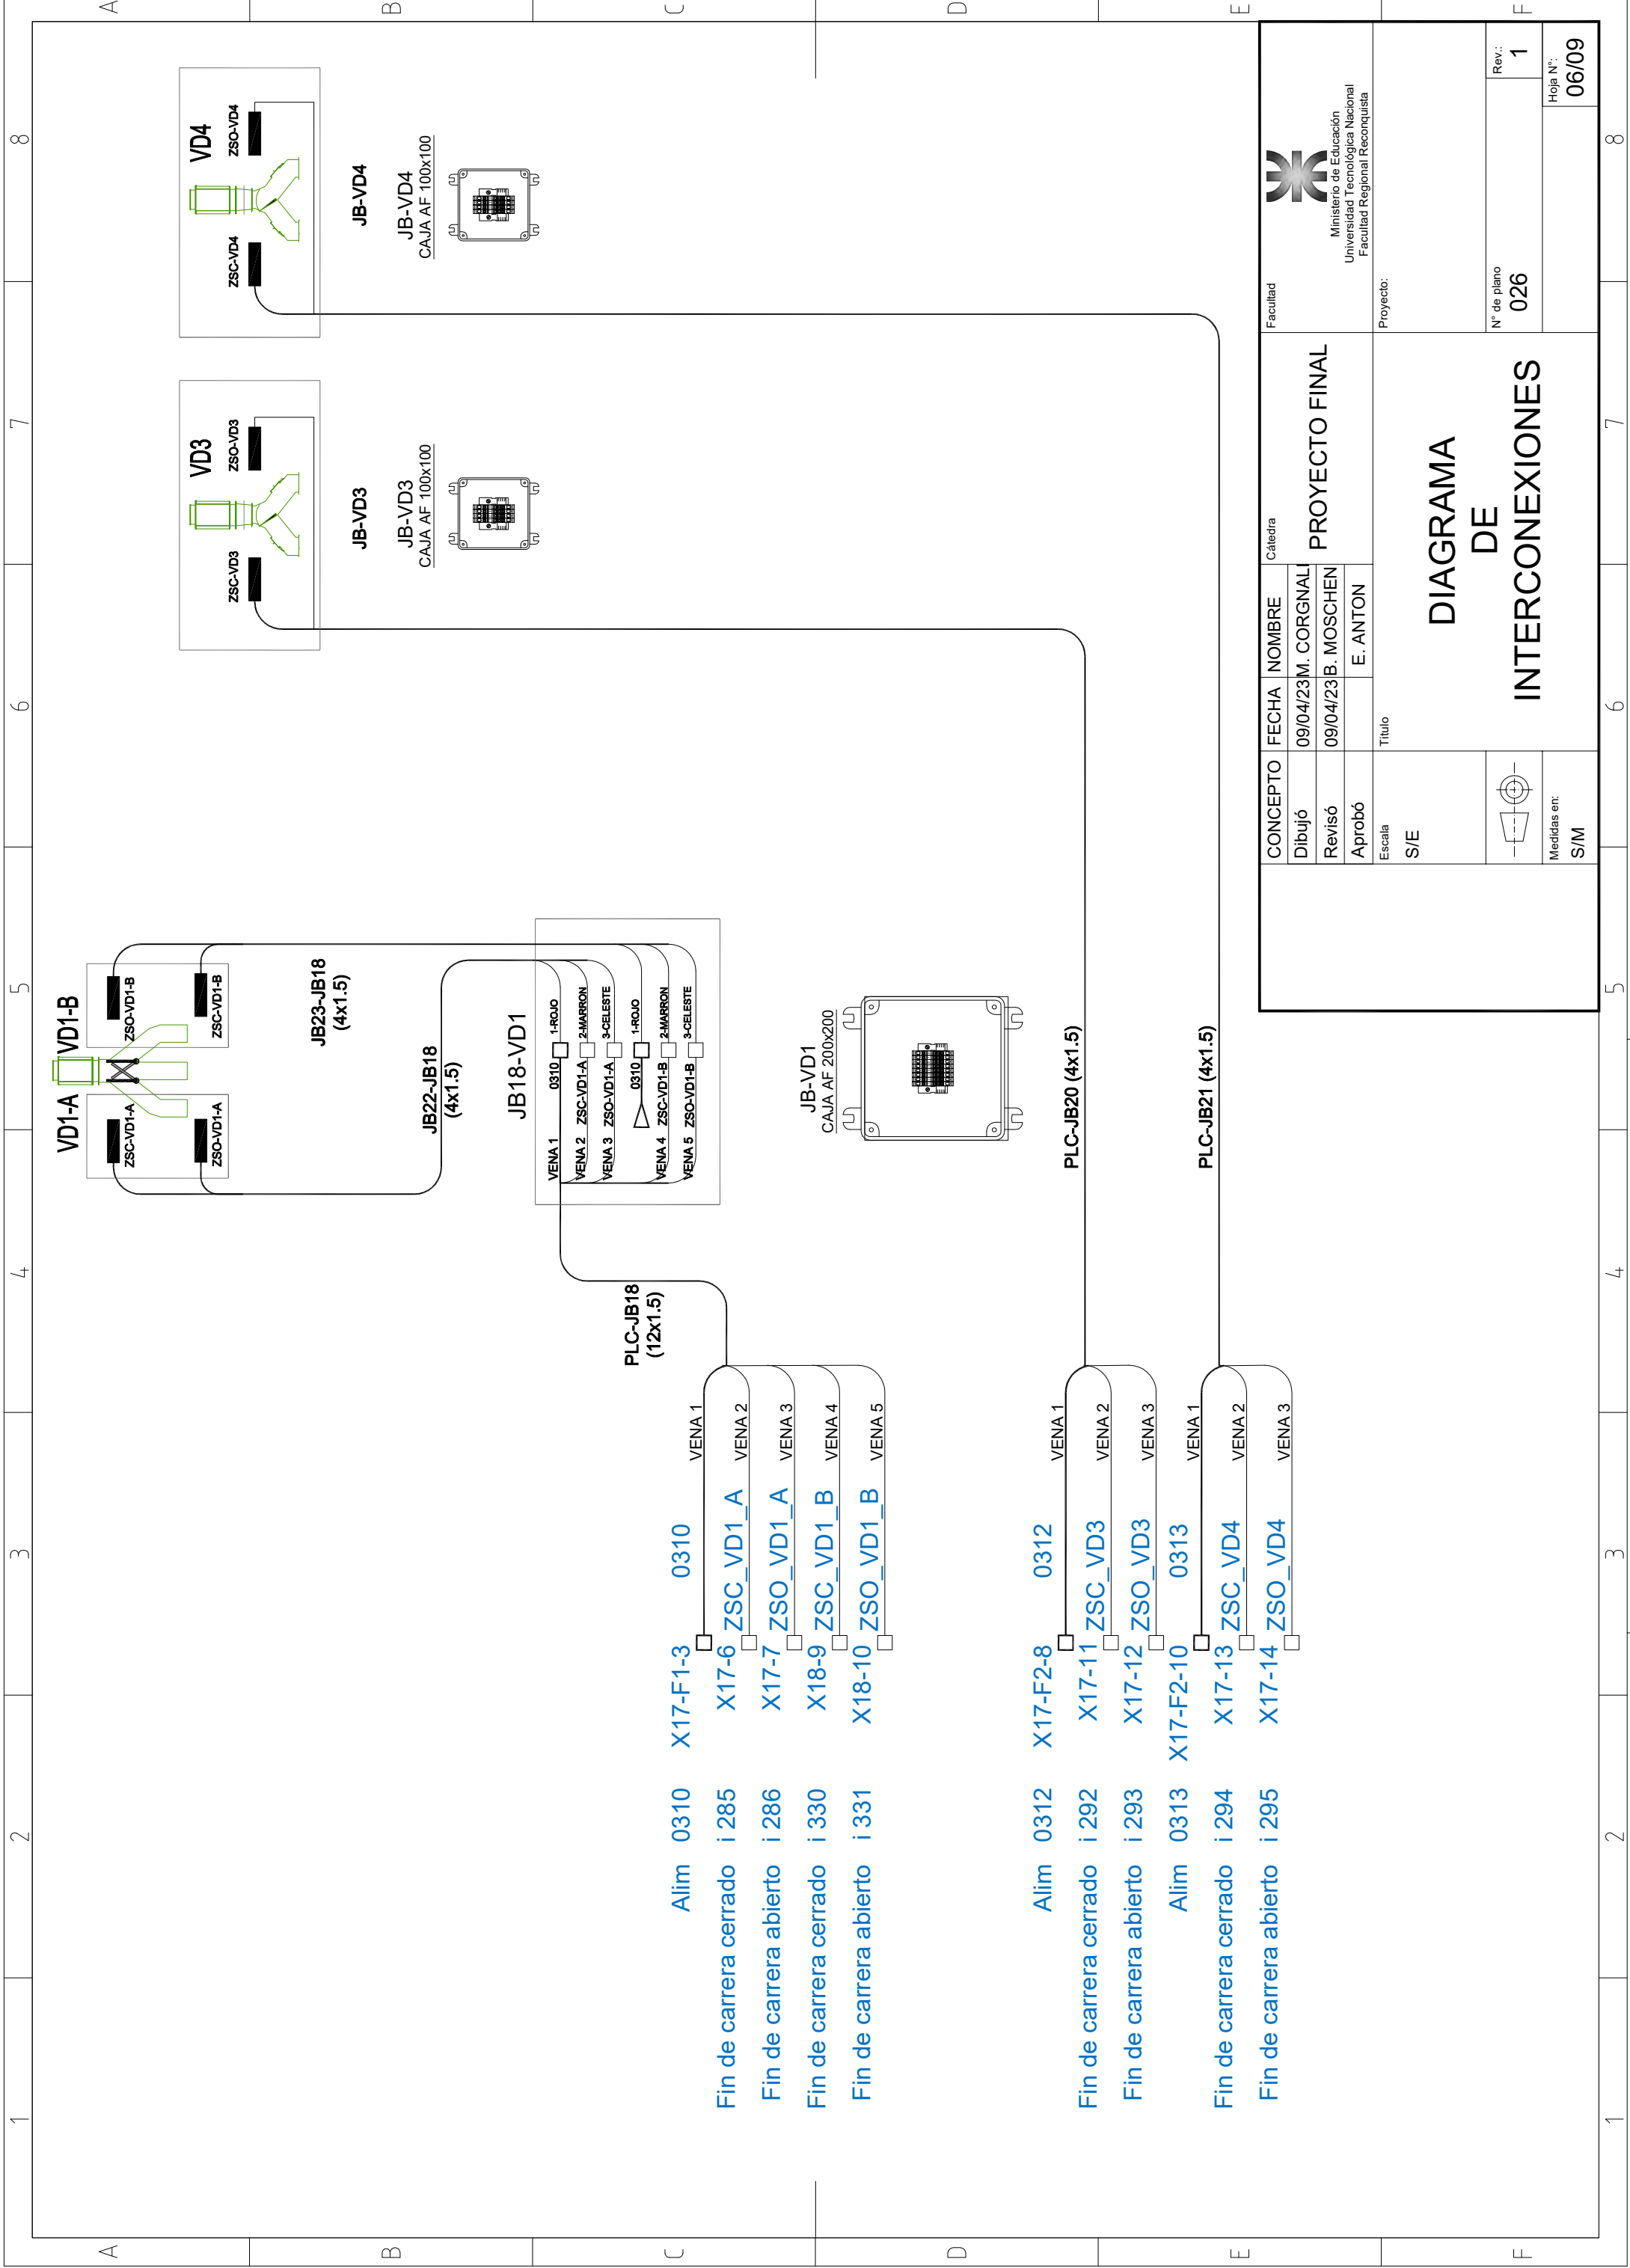 1 2 3 4 5 6 7 8
A
B
C
D
E
F
VD1-A VD1-B
ZSC-VD1-A
ZSO-VD1-B
ZSO-VD1-A
ZSC-VD1-B
VD3
ZSC-VD3
ZSO-VD3
VD4
ZSC-VD4
ZSO-VD4
JB23-JB18
(4x1.5)
JB22-JB18
(4x1.5)
JB-VD3
JB-VD3
CAJA AF 100x100
JB-VD4
JB-VD4
CAJA AF 100x100
JB18-VD1
VENA 1 0310 1-ROJO
VENA 2 ZSC-VD1-A 2-MARRON
VENA 3 ZSO-VD1-A 3-CELESTE
0310 1-ROJO
VENA 4 ZSC-VD1-B 2-MARRON
VENA 5 ZSO-VD1-B 3-CELESTE
PLC-JB18
(12x1.5)
Alim 0310 X17-F1-3 0310 VENA 1
Fin de carrera cerrado i 285 X17-6 ZSC_VD1_A VENA 2
Fin de carrera abierto i 286 X17-7 ZSO_VD1_A VENA 3
Fin de carrera cerrado i 330 X18-9 ZSC_VD1_B VENA 4
Fin de carrera abierto i 331 X18-10 ZSO_VD1_B VENA 5
JB-VD1
CAJA AF 200x200
PLC-JB20 (4x1.5)
Alim 0312 X17-F2-8 0312 VENA 1
Fin de carrera cerrado i 292 X17-11 ZSC_VD3 VENA 2
Fin de carrera abierto i 293 X17-12 ZSO_VD3 VENA 3
PLC-JB21 (4x1.5)
Alim 0313 X17-F2-10 0313 VENA 1
Fin de carrera cerrado i 294 X17-13 ZSC_VD4 VENA 2
Fin de carrera abierto i 295 X17-14 ZSO_VD4 VENA 3
CONCEPTO FECHA NOMBRE
Dibujó 09/04/23 M. CORGNALI
Revisó 09/04/23 B. MOSCHEN
Aprobó E. ANTON
Cátedra
PROYECTO FINAL
Facultad
Ministerio de Educación
Universidad Tecnológica Nacional
Facultad Regional Reconquista
Escala
S/E
Titulo
DIAGRAMA
DE
INTERCONEXIONES
Proyecto:
N° de plano
026
Rev.:
1
Medidas en:
S/M
Hoja N°:
06/09
A
B
C
D
E
F
1 2 3 4 5 6 7 8